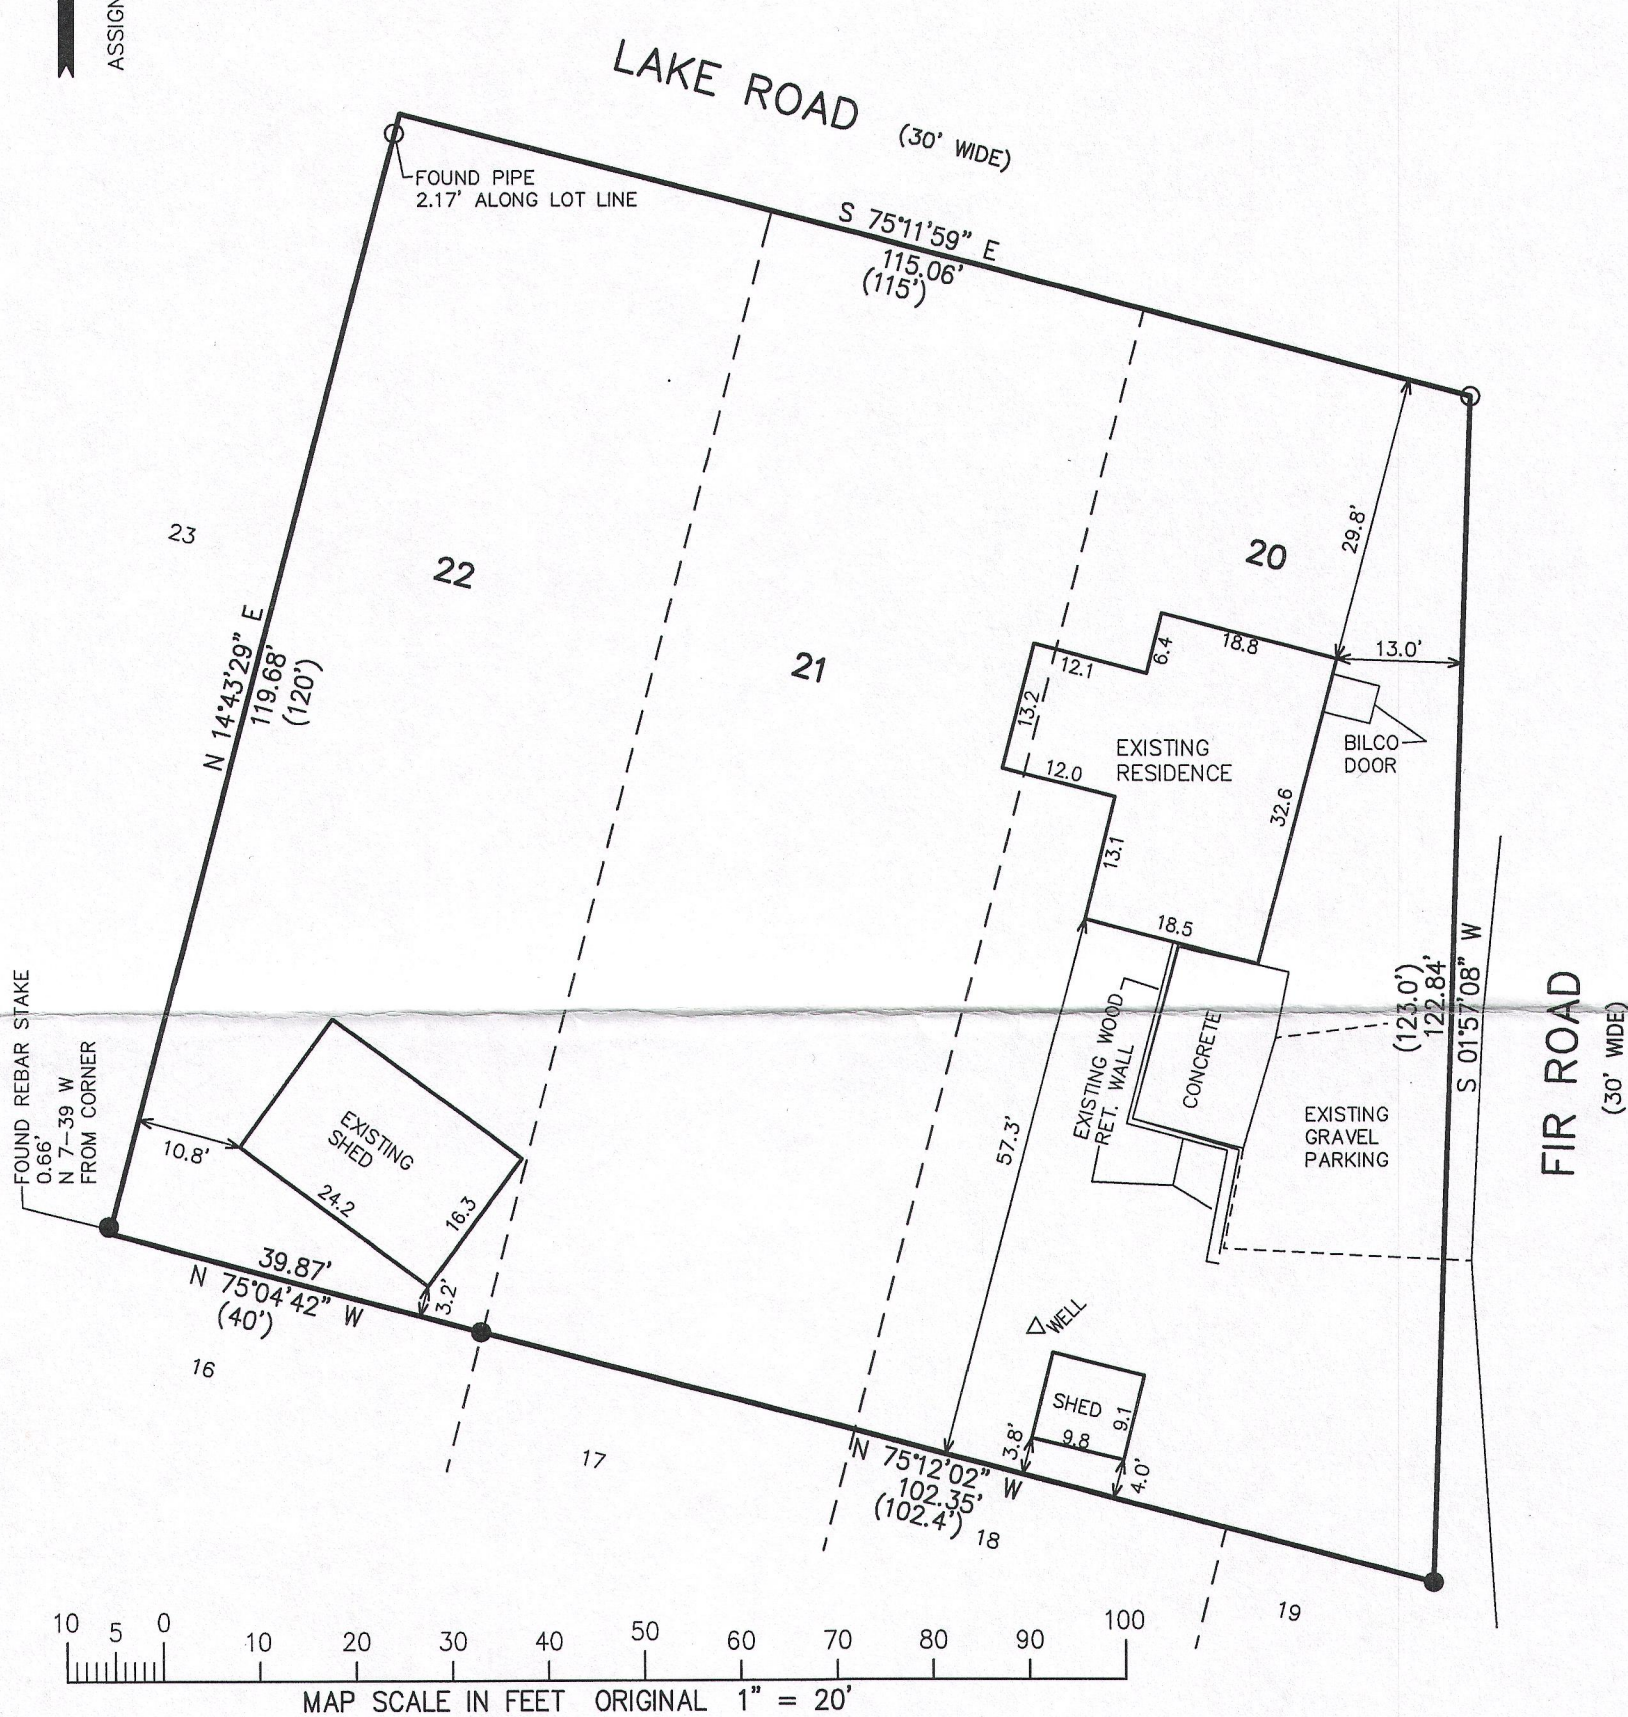 ASSIGN
LAKE ROAD (30' WIDE)
FOUND PIPE
2.17' ALONG LOT LINE
S 75°11'59" E
115.06'
(115')
23
22
21
20
29.8'
13.0'
N 14°43'29" E
119.68'
(120')
12.1
6.4
18.8
13.2
12.0
EXISTING
RESIDENCE
BILCO
DOOR
32.6
13.1
18.5
EXISTING WOOD
RET. WALL
CONCRETE
57.3'
EXISTING
GRAVEL
PARKING
(123.0')
122.84'
S 01°57'08" W
FIR ROAD
(30' WIDE)
FOUND REBAR STAKE
0.66'
N 7-39 W
FROM CORNER
10.8'
EXISTING
SHED
24.2
16.3
3.2'
39.87'
N 75°04'42" W
(40')
16
17
WELL
SHED
9.1
9.8
3.8'
4.0'
N 75°12'02" W
102.35'
(102.4')
18
19
10 5 0 10 20 30 40 50 60 70 80 90 100
MAP SCALE IN FEET ORIGINAL 1" = 20'